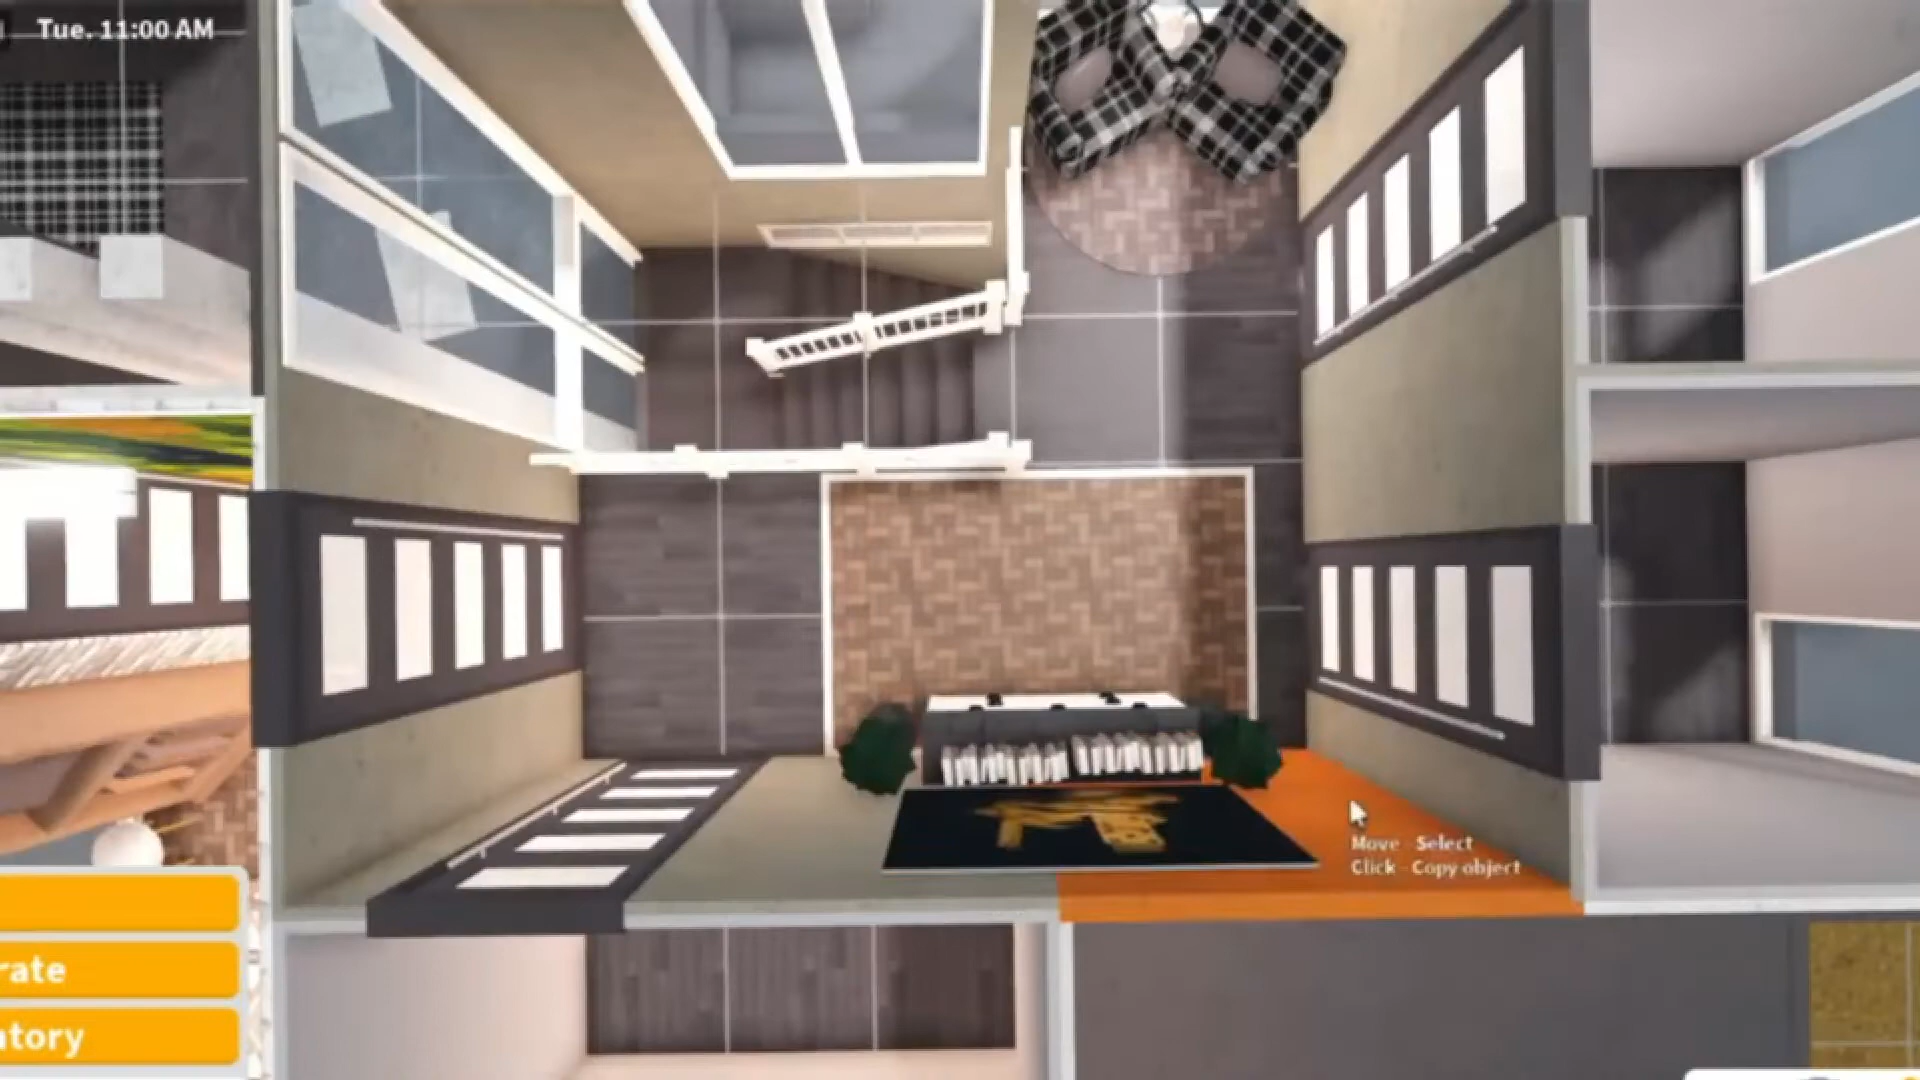 Tue. 11:00 AM
Move - Select
Click - Copy object
rate
tory